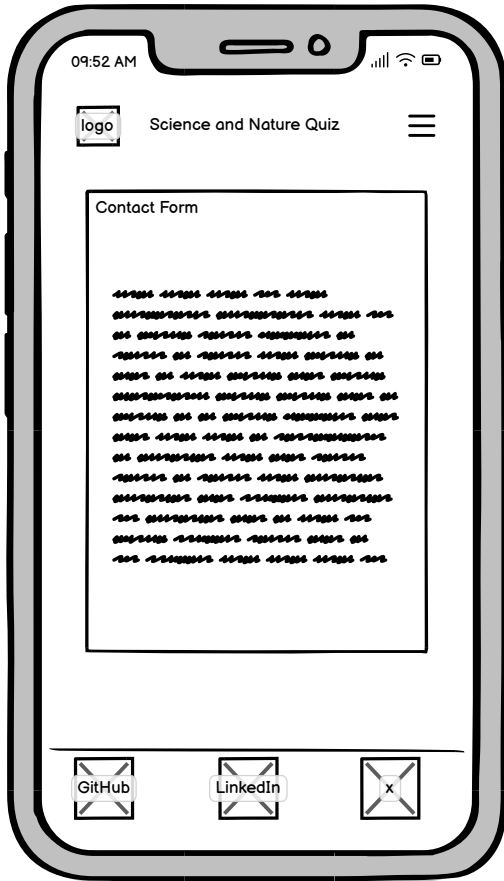 09:52 AM
logo
Science and Nature Quiz
Contact Form
GitHub
LinkedIn
x